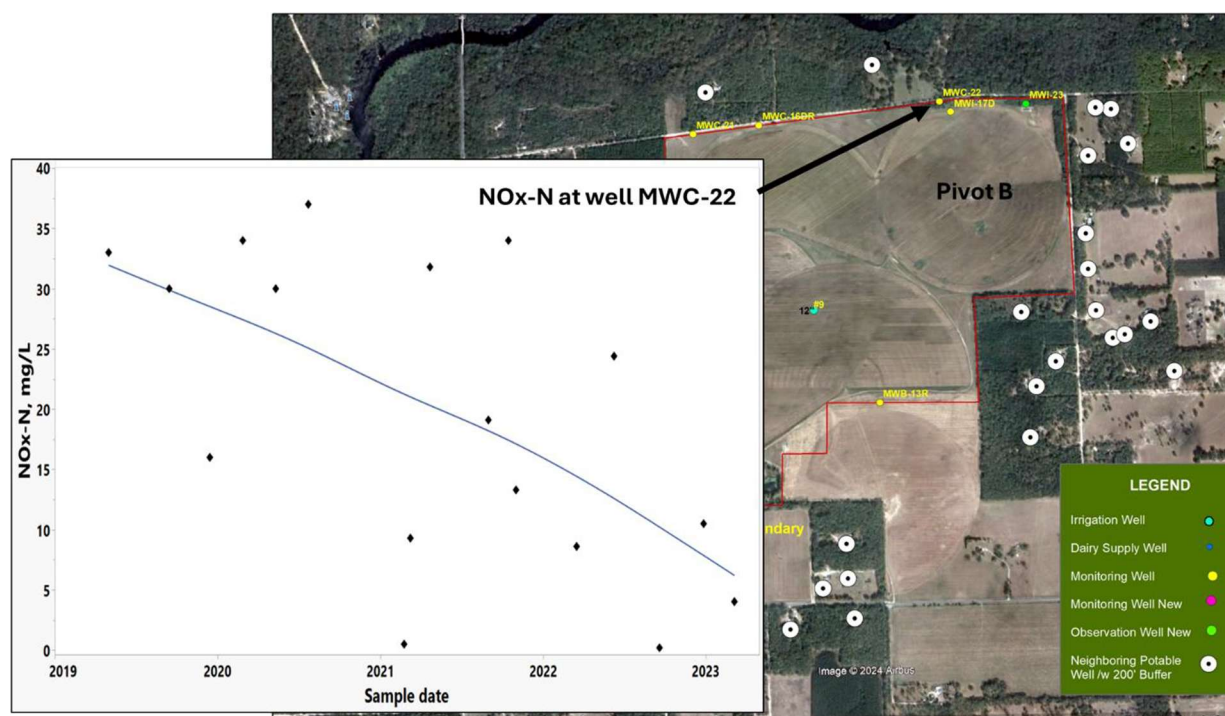 MWC-22
MWI-23
MWI-17D
MWC-16DR
MWC-21
NOx-N at well MWC-22
Pivot B
40
35
30
25
20
15
10
5
0
NOx-N, mg/L
2019
2020
2021
2022
2023
Sample date
#9
12"
MWB-13R
ndary
LEGEND
Irrigation Well
Dairy Supply Well
Monitoring Well
Monitoring Well New
Observation Well New
Neighboring Potable
Well /w 200' Buffer
Image © 2024 Airbus